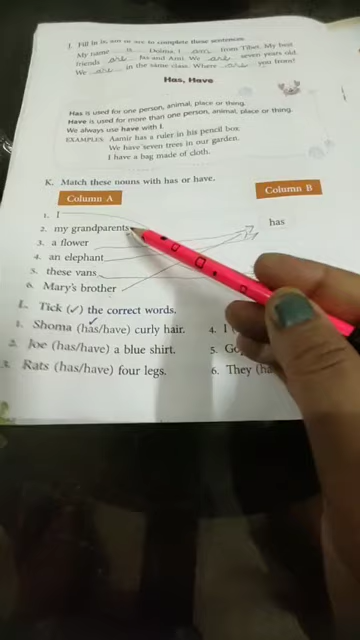 J. Fill in is, am or are to complete these sentences.
My name is Dolma. I am from Tibet. My best
friends are Jas and Ami. We are seven years old.
We are in the same class. Where are you from?
Has, Have
Has is used for one person, animal, place or thing.
Have is used for more than one person, animal, place or thing.
We always use have with I.
EXAMPLES: Aamir has a ruler in his pencil box.
We have seven trees in our garden.
I have a bag made of cloth.
K. Match these nouns with has or have.
Column A
Column B
1. I
2. my grandparents
has
3. a flower
4. an elephant
5. these vans
6. Mary's brother
L. Tick (✓) the correct words.
1. Shoma (has/have) curly hair.
4. I
2. Joe (has/have) a blue shirt.
5.
3. Rats (has/have) four legs.
6. They